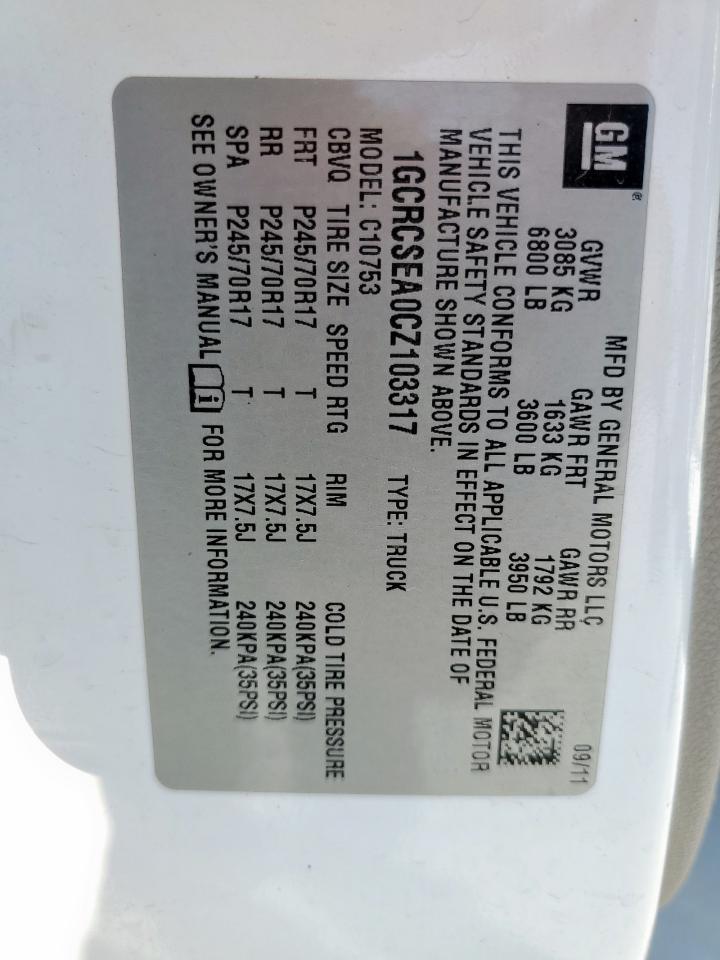 GM ®
MFD BY GENERAL MOTORS LLC 09/11
GVWR GAWR FRT GAWR RR
3085 KG 1633 KG 1792 KG
6800 LB 3600 LB 3950 LB
THIS VEHICLE CONFORMS TO ALL APPLICABLE U.S. FEDERAL MOTOR
VEHICLE SAFETY STANDARDS IN EFFECT ON THE DATE OF
MANUFACTURE SHOWN ABOVE.
1GCRCSEA0CZ103317 TYPE: TRUCK
MODEL: C10753
CBVQ TIRE SIZE SPEED RTG RIM COLD TIRE PRESSURE
FRT P245/70R17 T 17X7.5J 240KPA(35PSI)
RR P245/70R17 T 17X7.5J 240KPA(35PSI)
SPA P245/70R17 T 17X7.5J 240KPA(35PSI)
SEE OWNER'S MANUAL i FOR MORE INFORMATION.